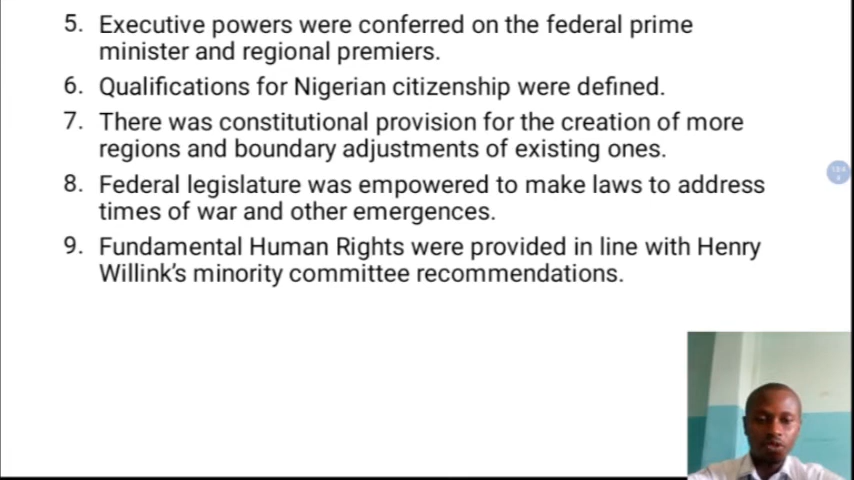 5. Executive powers were conferred on the federal prime
minister and regional premiers.
6. Qualifications for Nigerian citizenship were defined.
7. There was constitutional provision for the creation of more
regions and boundary adjustments of existing ones.
8. Federal legislature was empowered to make laws to address
times of war and other emergences.
9. Fundamental Human Rights were provided in line with Henry
Willink's minority committee recommendations.